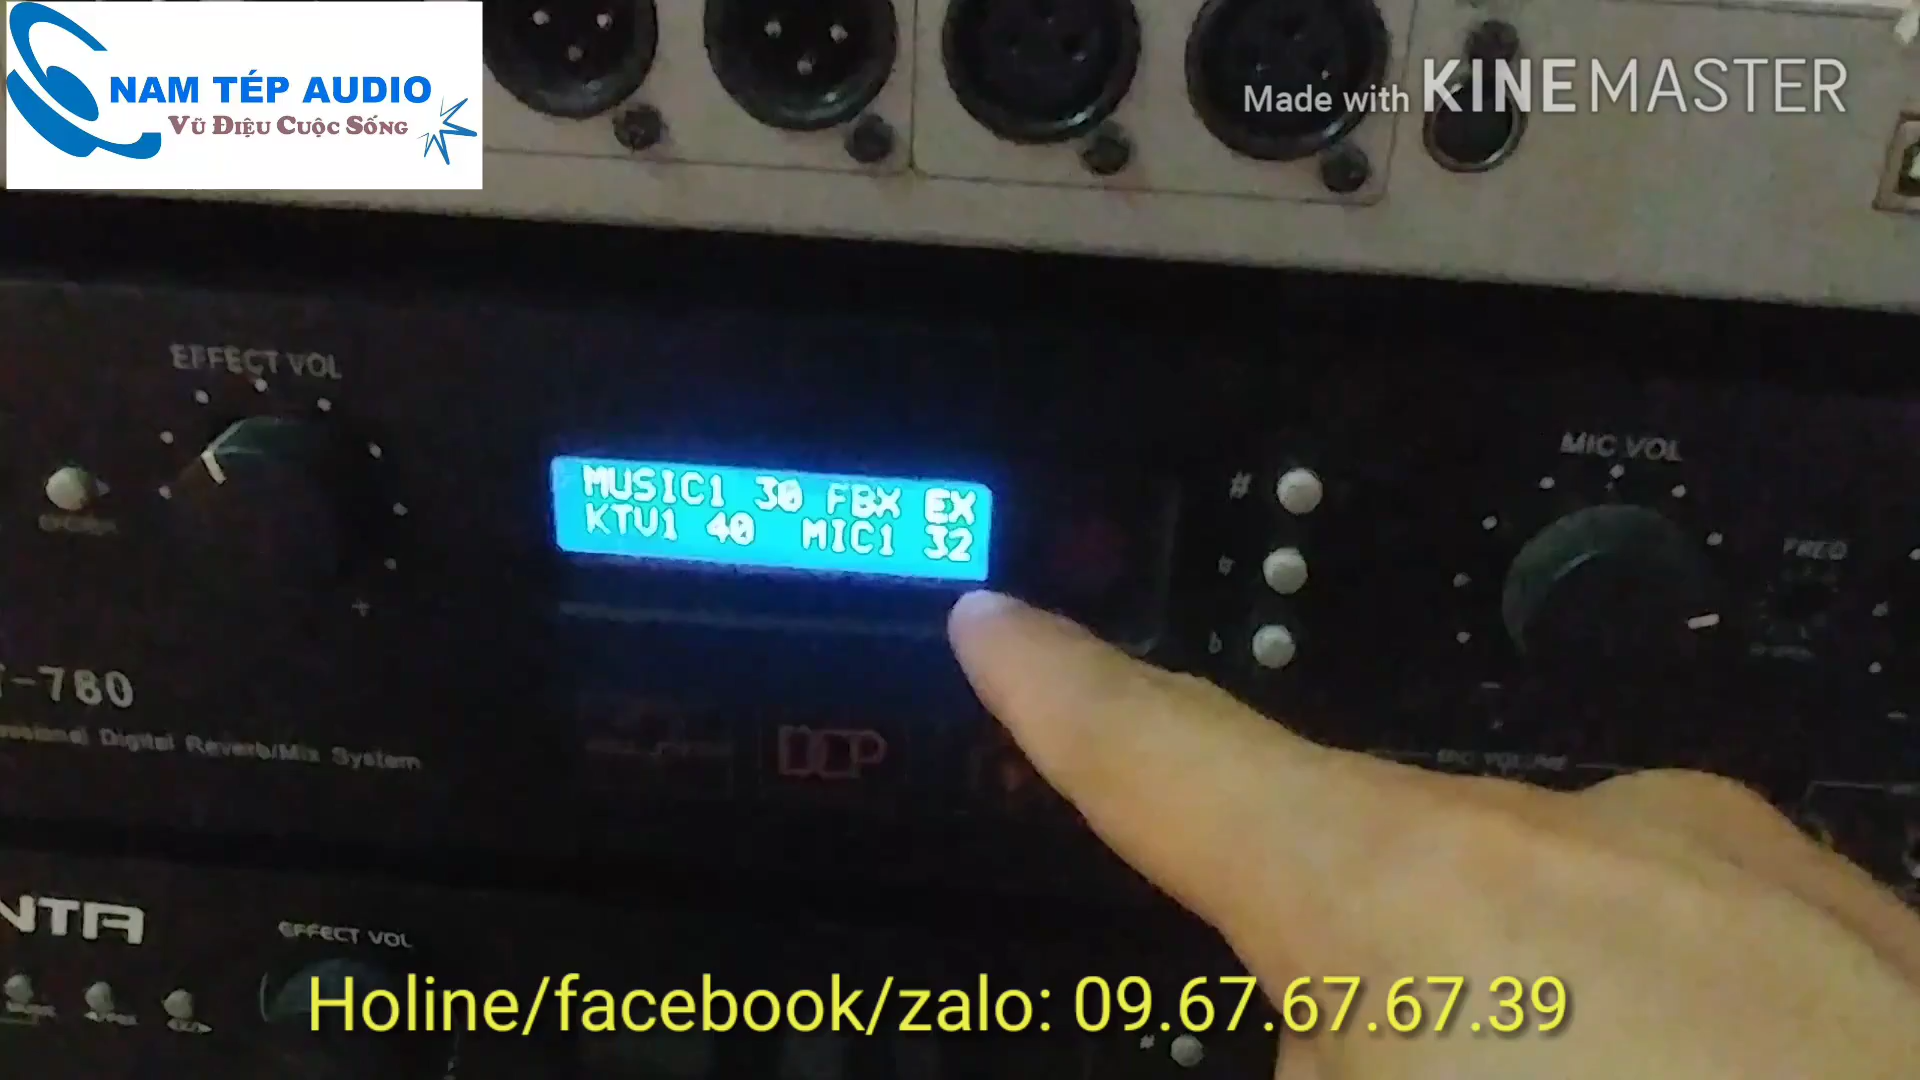 NAM TÉP AUDIO
VŨ ĐIỆU CUỘC SỐNG
Made with KINEMASTER
EFFECT VOL
MUSIC1 30 FBX EX
KTV1 40 MIC1 32
#
b
MIC VOL
FREQ
-780
Digital Reverb/Mix System
MIC VOLUME
NTA
EFFECT VOL
#
Holine/facebook/zalo: 09.67.67.67.39